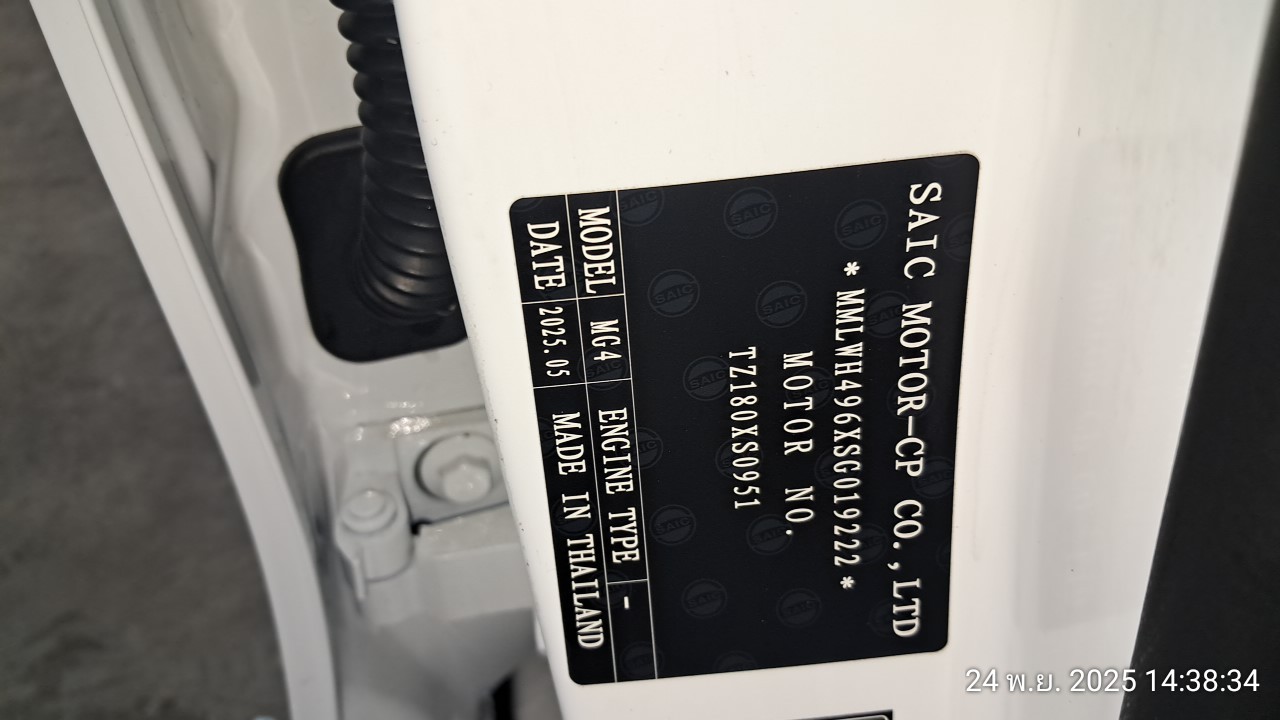 SAIC MOTOR-CP CO.,LTD
*MMLWH496XSG019222*
MOTOR NO.
TZ180XS0951
MODEL MG4 ENGINE TYPE -
DATE 2025.05 MADE IN THAILAND
24 พ.ย. 2025 14:38:34